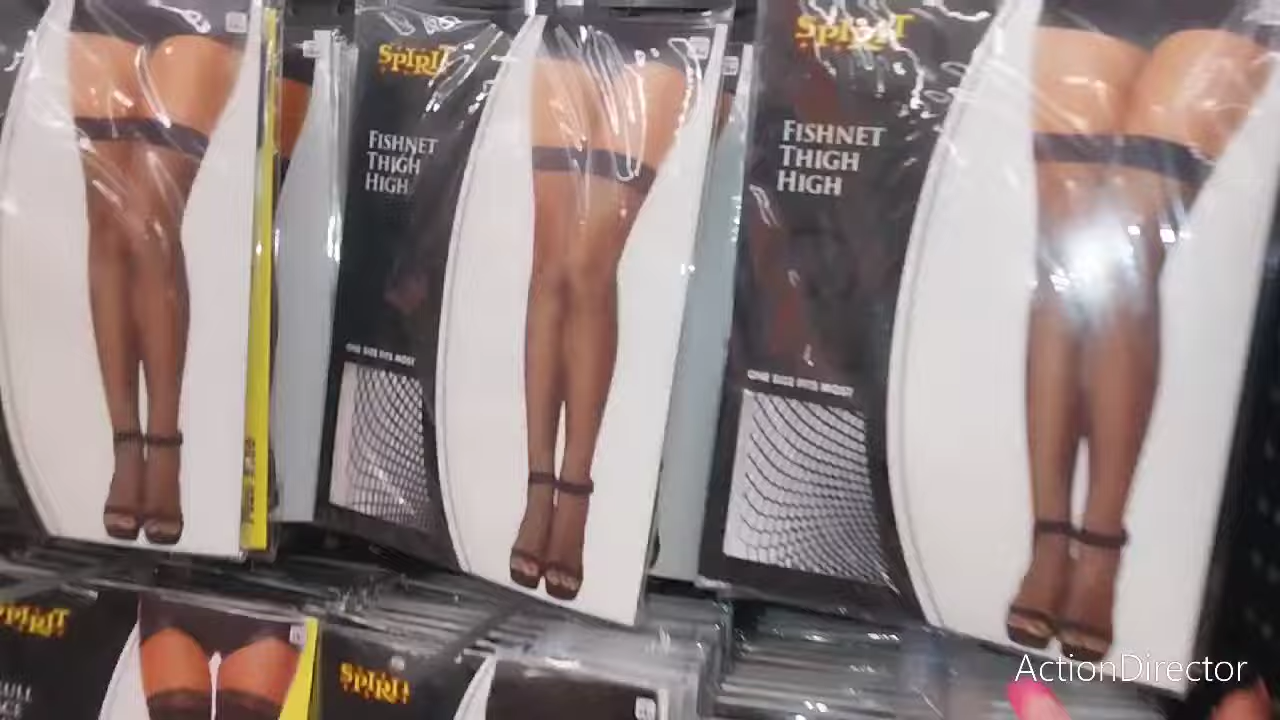 SPIRIT
FISHNET
THIGH
HIGH
ONE SIZE FITS MOST
SPIRIT
FISHNET
THIGH
HIGH
ONE SIZE FITS MOST
SPIRIT
SPIRIT
ActionDirector